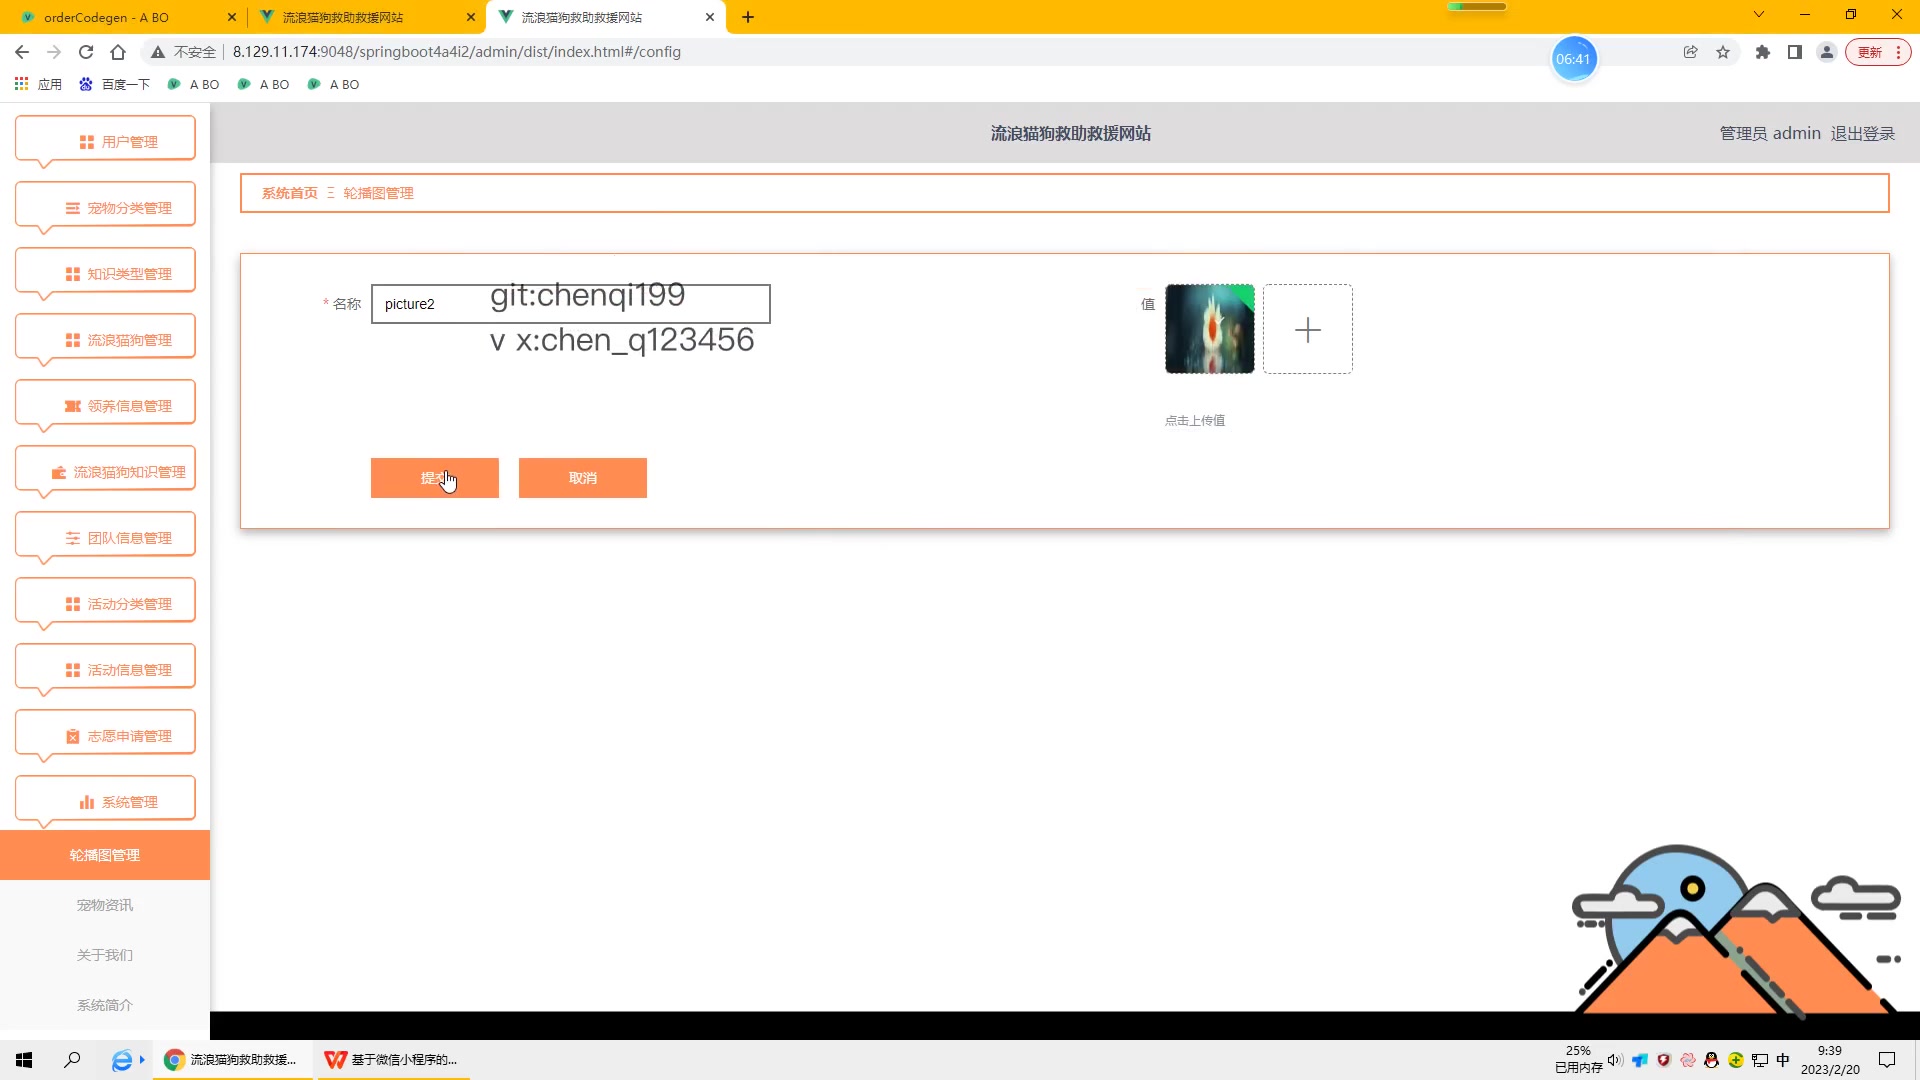 orderCodegen - A BO
流浪猫狗救助救援网站
流浪猫狗救助救援网站
不安全
8.129.11.174:9048/springboot4a4i2/admin/dist/index.html#/config
06:41
更新
应用
百度一下
A BO
A BO
A BO
流浪猫狗救助救援网站
管理员 admin
退出登录
用户管理
宠物分类管理
知识类型管理
流浪猫狗管理
领养信息管理
流浪猫狗知识管理
团队信息管理
活动分类管理
活动信息管理
志愿申请管理
系统管理
轮播图管理
宠物资讯
关于我们
系统简介
系统首页 Ξ 轮播图管理
* 名称
picture2
git:chenqi199
v x:chen_q123456
值
点击上传值
提交
取消
流浪猫狗救助救援...
基于微信小程序的...
25%
已用内存
中
9:39
2023/2/20